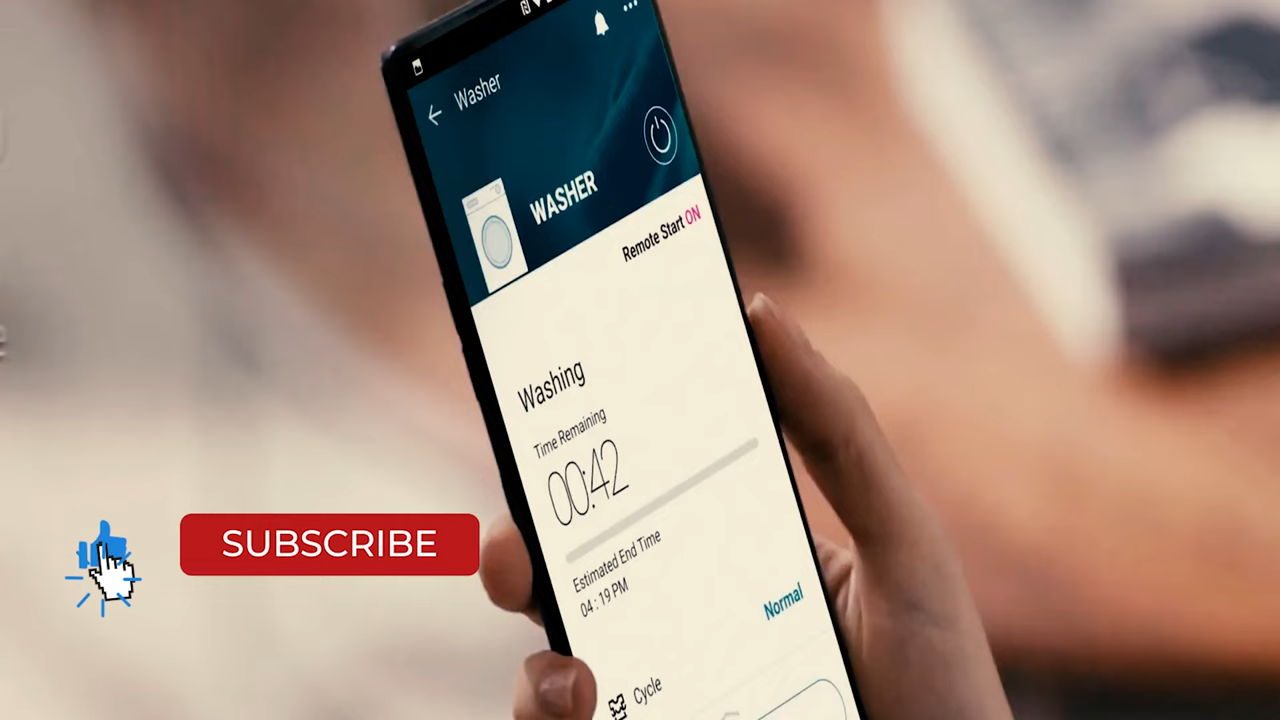 Washer
WASHER
Remote Start ON
Washing
Time Remaining
00:42
Estimated End Time
04 : 19 PM
Normal
Cycle
SUBSCRIBE